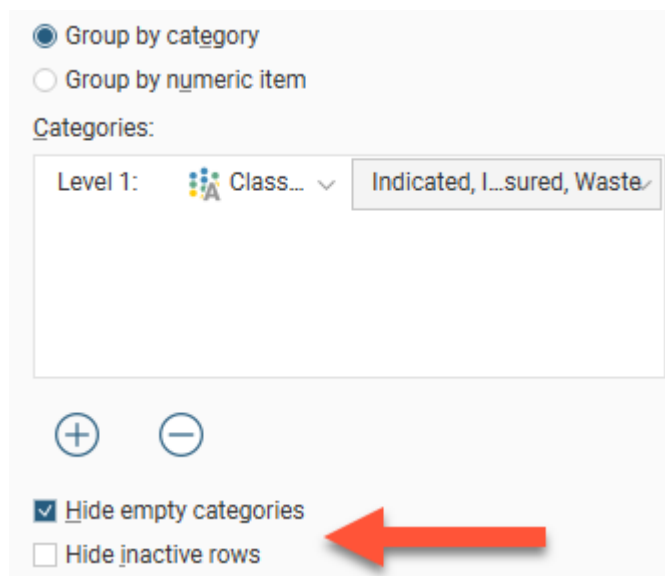 Group by category
Group by numeric item
Categories:
Level 1: Class... Indicated, I...sured, Waste
Hide empty categories
Hide inactive rows